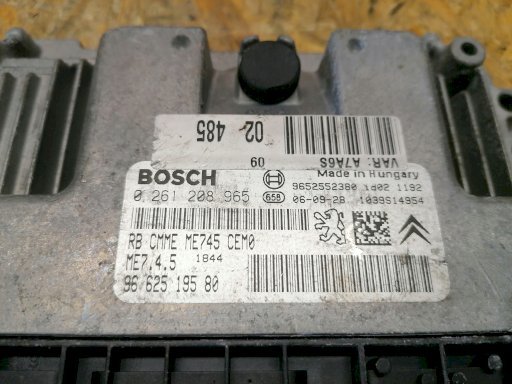 02 485
60
VAR: A7A6S
BOSCH
Made in Hungary
0 261 208 965
658
9652552380 1d02 1192
06-09-28 1039S14954
RB CMME ME745 CEM0
ME7.4.5 1844
96 625 195 80